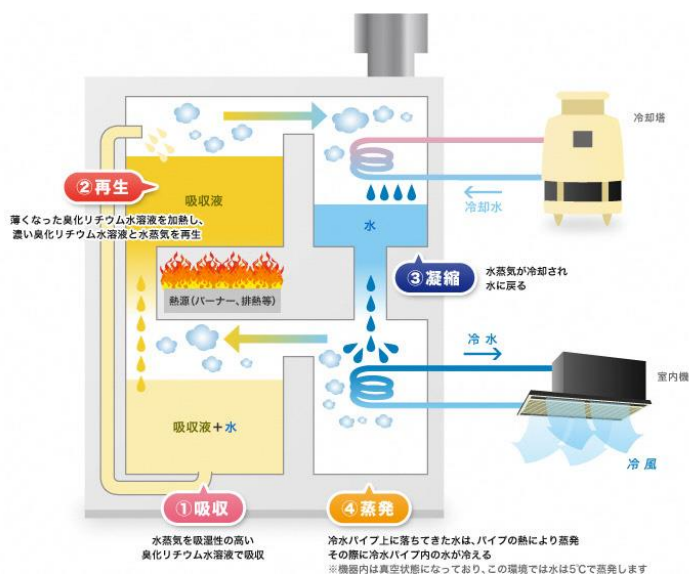 冷却塔
②再生
薄くなった臭化リチウム水溶液を加熱し、
濃い臭化リチウム水溶液と水蒸気を再生
吸収液
冷却水
水
③凝縮
水蒸気が冷却され
水に戻る
熱源(バーナー、排熱等)
冷水
室内機
冷風
吸収液+水
①吸収
水蒸気を吸湿性の高い
臭化リチウム水溶液で吸収
④蒸発
冷水パイプ上に落ちてきた水は、パイプの熱により蒸発
その際に冷水パイプ内の水が冷える
※機器内は真空状態になっており、この環境では水は5℃で蒸発します